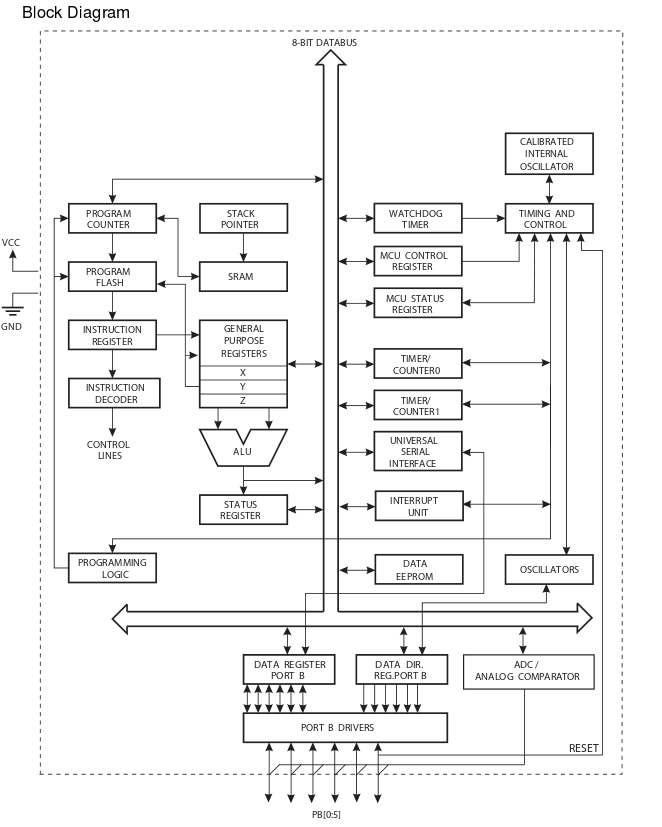 Block Diagram
8-BIT DATABUS
CALIBRATED
INTERNAL
OSCILLATOR
PROGRAM
COUNTER
STACK
POINTER
WATCHDOG
TIMER
TIMING AND
CONTROL
VCC
GND
PROGRAM
FLASH
SRAM
MCU CONTROL
REGISTER
MCU STATUS
REGISTER
INSTRUCTION
REGISTER
GENERAL
PURPOSE
REGISTERS
X
Y
Z
TIMER/
COUNTER0
INSTRUCTION
DECODER
TIMER/
COUNTER1
CONTROL
LINES
ALU
UNIVERSAL
SERIAL
INTERFACE
STATUS
REGISTER
INTERRUPT
UNIT
PROGRAMMING
LOGIC
DATA
EEPROM
OSCILLATORS
DATA REGISTER
PORT B
DATA DIR.
REG.PORT B
ADC /
ANALOG COMPARATOR
PORT B DRIVERS
RESET
PB[0:5]